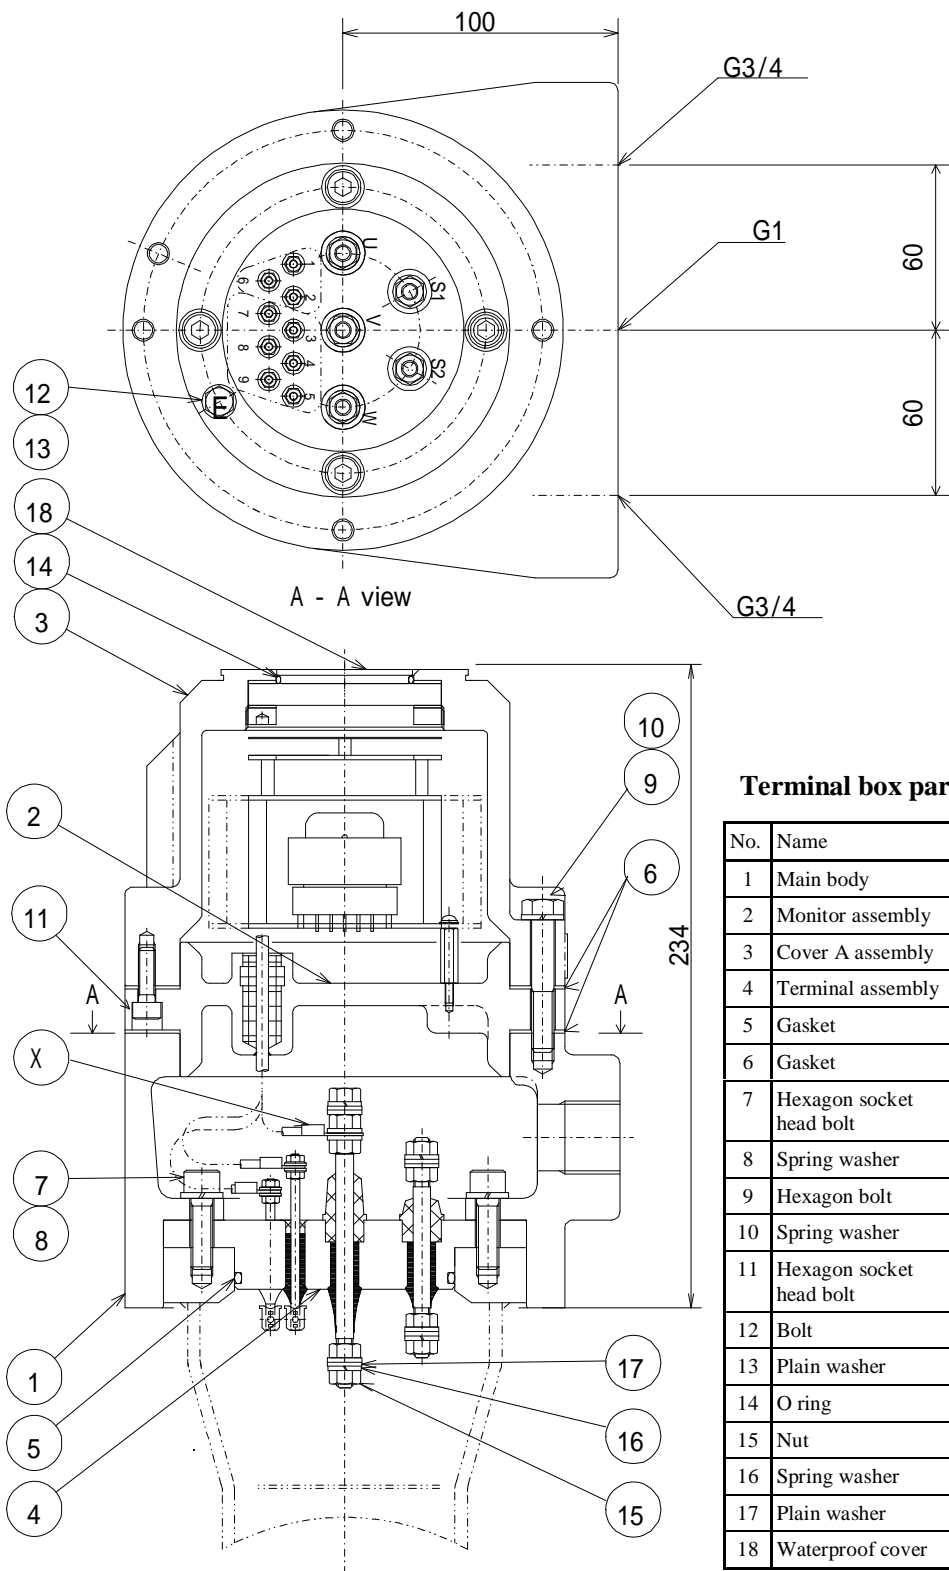 100
G3/4
G1
60
60
G3/4
U
V
W
S1
S2
1
2
3
4
5
6
7
8
9
E
12
13
18
14
3
A - A view
10
9
2
6
11
234
A
A
X
7
8
1
5
4
17
16
15
Terminal box par
No. Name
1 Main body
2 Monitor assembly
3 Cover A assembly
4 Terminal assembly
5 Gasket
6 Gasket
7 Hexagon socket
head bolt
8 Spring washer
9 Hexagon bolt
10 Spring washer
11 Hexagon socket
head bolt
12 Bolt
13 Plain washer
14 O ring
15 Nut
16 Spring washer
17 Plain washer
18 Waterproof cover